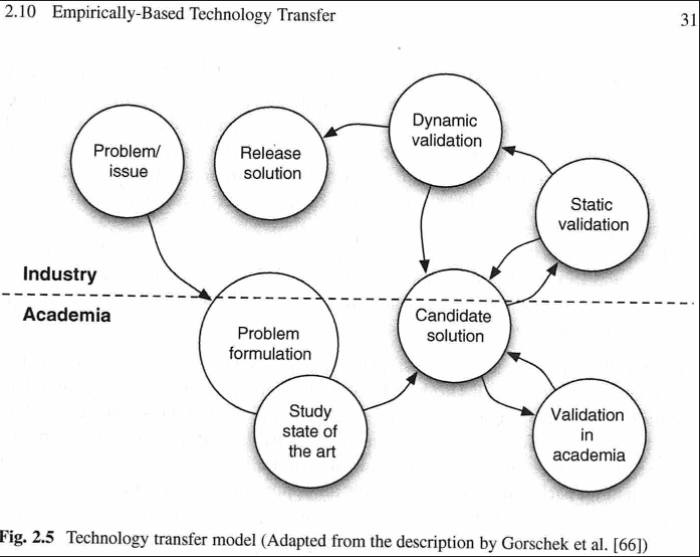 2.10 Empirically-Based Technology Transfer
31
Problem/
issue
Release
solution
Dynamic
validation
Static
validation
Industry
Academia
Problem
formulation
Candidate
solution
Study
state of
the art
Validation
in
academia
Fig. 2.5 Technology transfer model (Adapted from the description by Gorschek et al. [66])